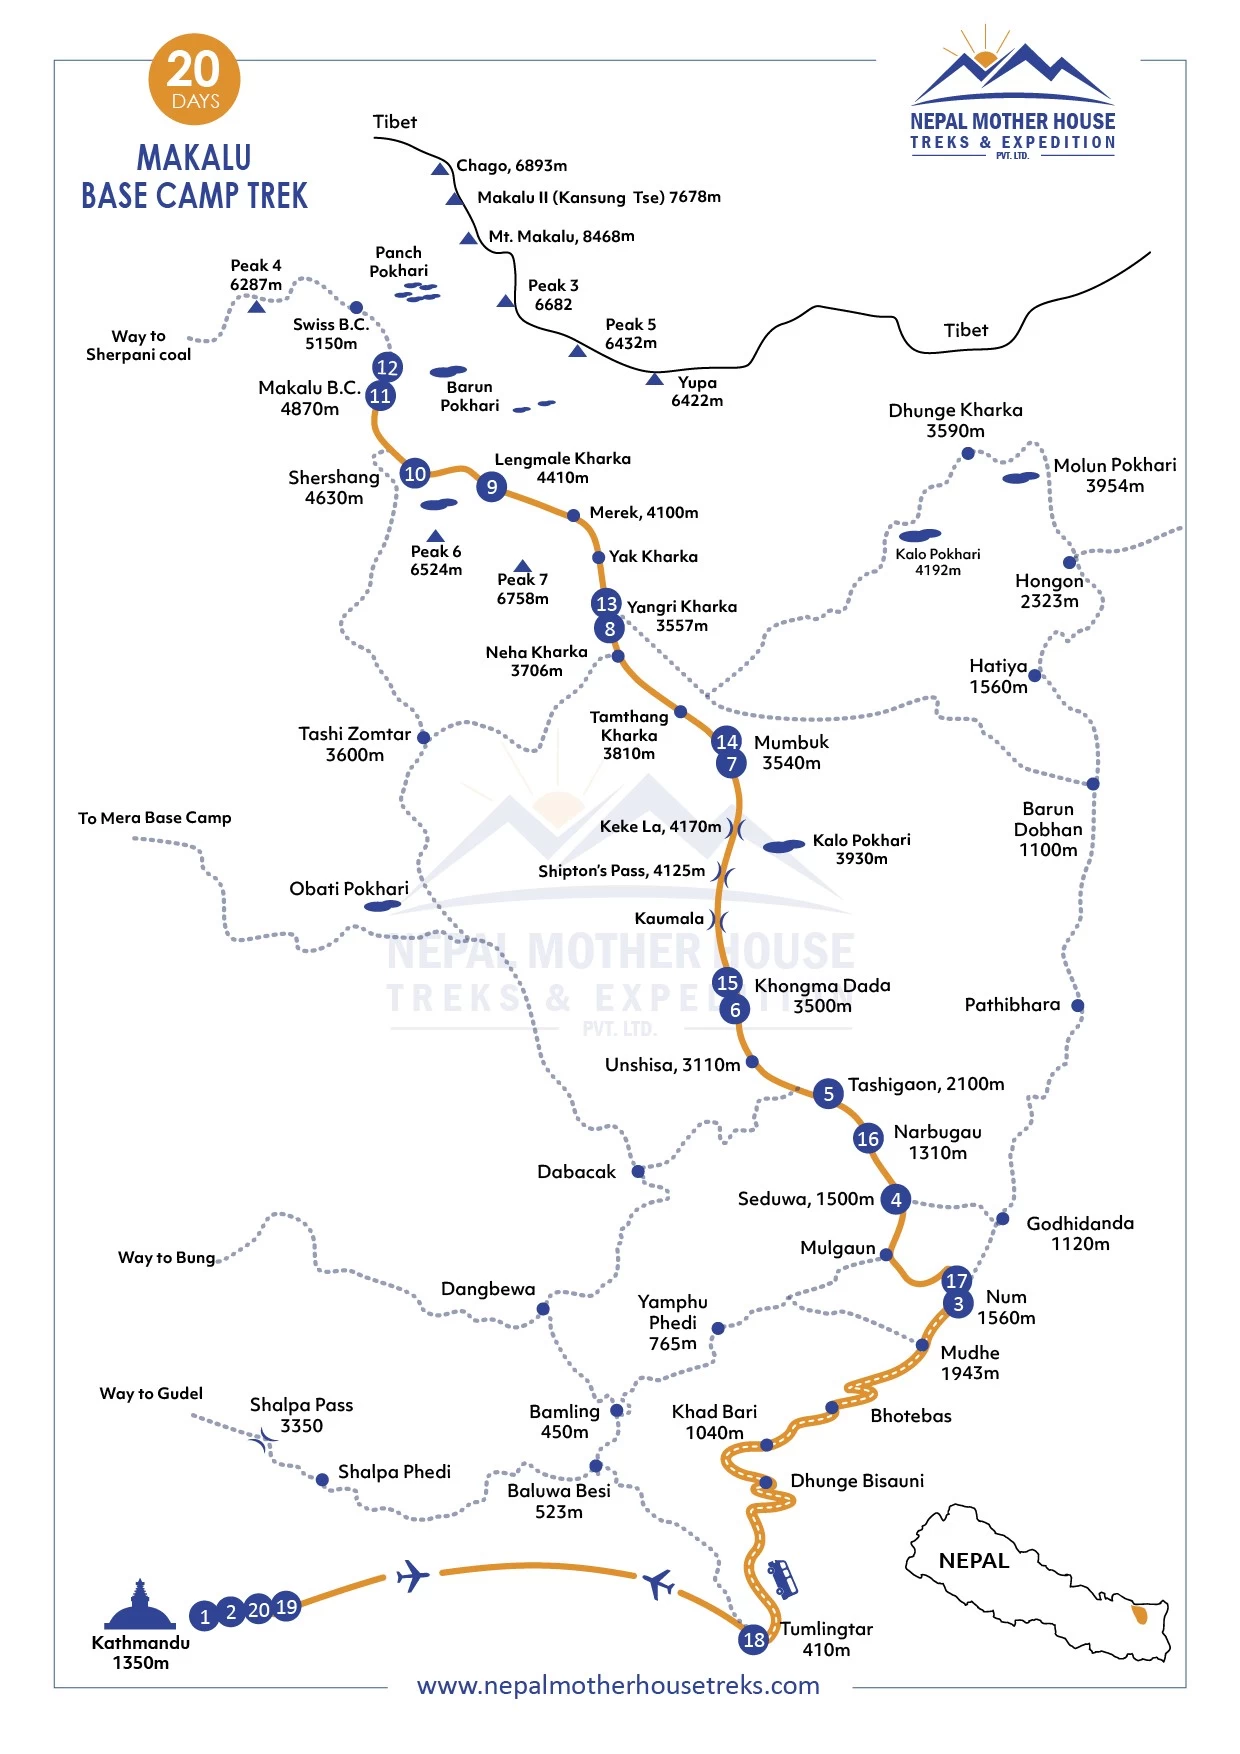 20
DAYS
MAKALU
BASE CAMP TREK
NEPAL MOTHER HOUSE
TREKS & EXPEDITION
PVT. LTD.
Tibet
Chago, 6893m
Makalu II (Kansung Tse) 7678m
Mt. Makalu, 8468m
Panch
Pokhari
Peak 4
6287m
Peak 3
6682
Swiss B.C.
5150m
Peak 5
6432m
Way to
Sherpani coal
Tibet
12
11
Makalu B.C.
4870m
Barun
Pokhari
Yupa
6422m
Dhunge Kharka
3590m
Shershang
4630m
10
9
Lengmale Kharka
4410m
Molun Pokhari
3954m
Merek, 4100m
Peak 6
6524m
Yak Kharka
Kalo Pokhari
4192m
Peak 7
6758m
Hongon
2323m
13
8
Yangri Kharka
3557m
Neha Kharka
3706m
Hatiya
1560m
Tamthang
Kharka
3810m
Tashi Zomtar
3600m
14
7
Mumbuk
3540m
To Mera Base Camp
Keke La, 4170m
Kalo Pokhari
3930m
Barun
Dobhan
1100m
Shipton's Pass, 4125m
Obati Pokhari
Kaumala
NEPAL MOTHER HOUSE
TREKS & EXPEDITION
PVT. LTD.
15
6
Khongma Dada
3500m
Pathibhara
Unshisa, 3110m
5
Tashigaon, 2100m
16
Narbugau
1310m
Dabacak
Seduwa, 1500m
4
Godhidanda
1120m
Way to Bung
Mulgaun
17
3
Num
1560m
Dangbewa
Yamphu
Phedi
765m
Mudhe
1943m
Way to Gudel
Shalpa Pass
3350
Bamling
450m
Khad Bari
1040m
Bhotebas
Shalpa Phedi
Baluwa Besi
523m
Dhunge Bisauni
NEPAL
1
2
20
19
Kathmandu
1350m
18
Tumlingtar
410m
www.nepalmotherhousetreks.com